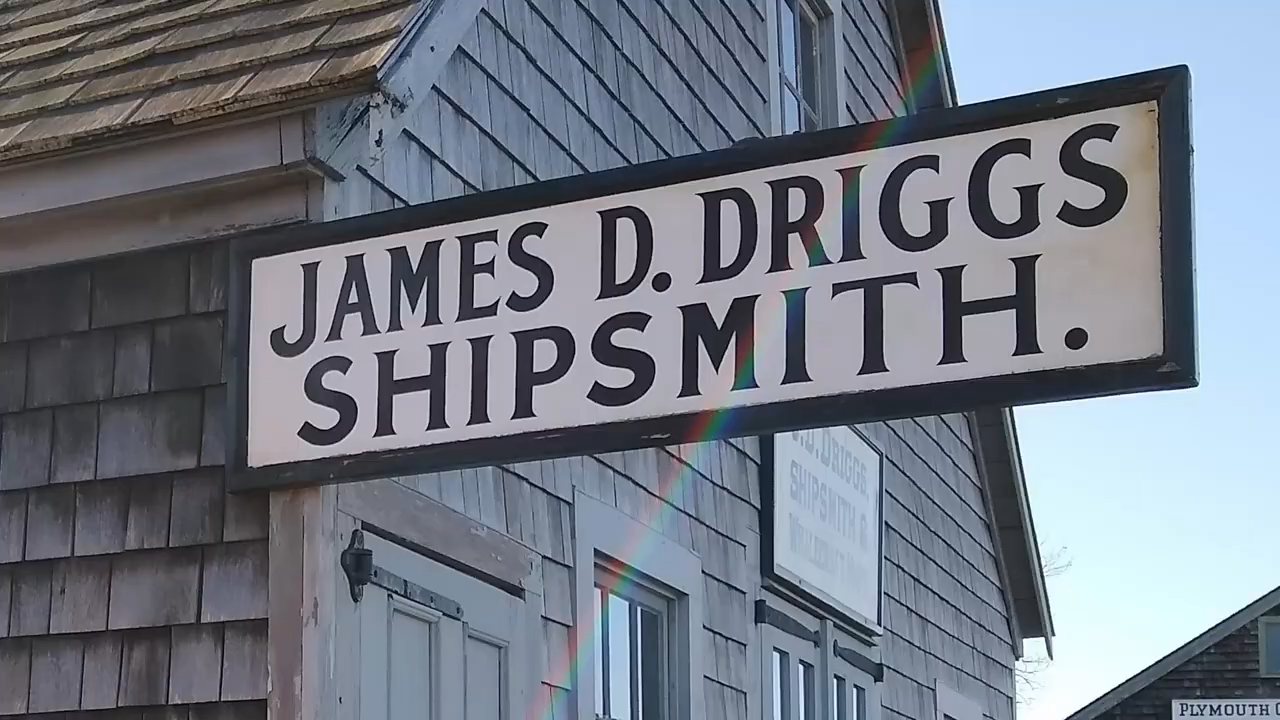 JAMES D. DRIGGS
SHIPSMITH.
J.D. DRIGGS,
SHIPSMITH &
PLYMOUTH